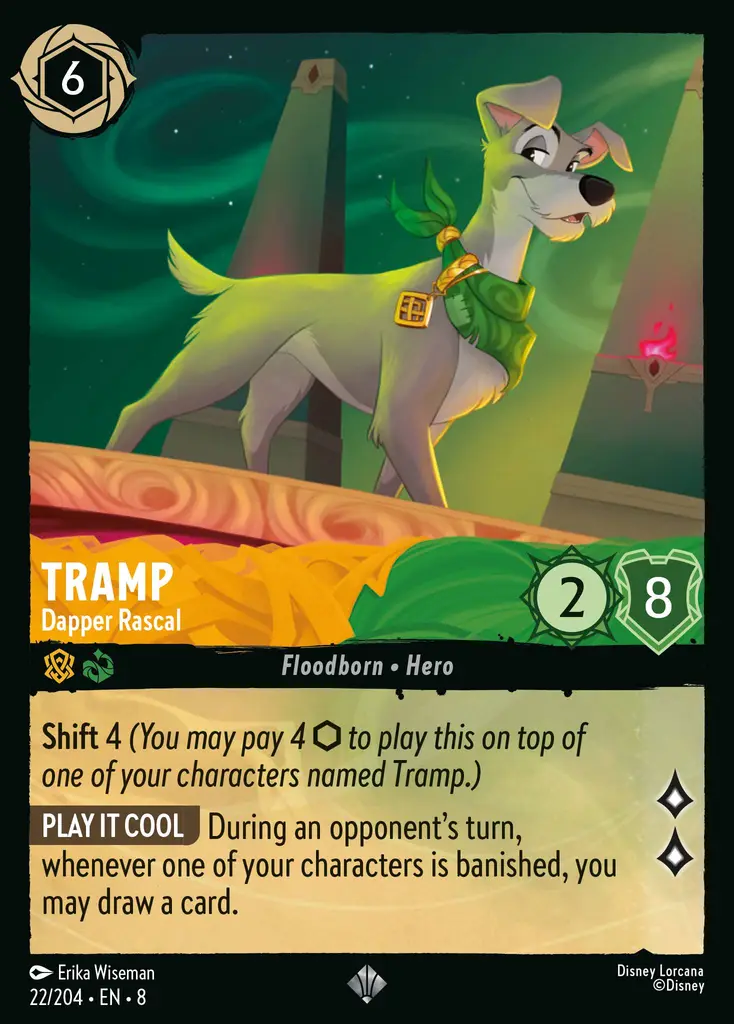 6
TRAMP
Dapper Rascal
2
8
Floodborn • Hero
Shift 4 (You may pay 4 ⬡ to play this on top of
one of your characters named Tramp.)
PLAY IT COOL During an opponent's turn,
whenever one of your characters is banished, you
may draw a card.
Erika Wiseman
22/204 • EN • 8
Disney Lorcana
©Disney